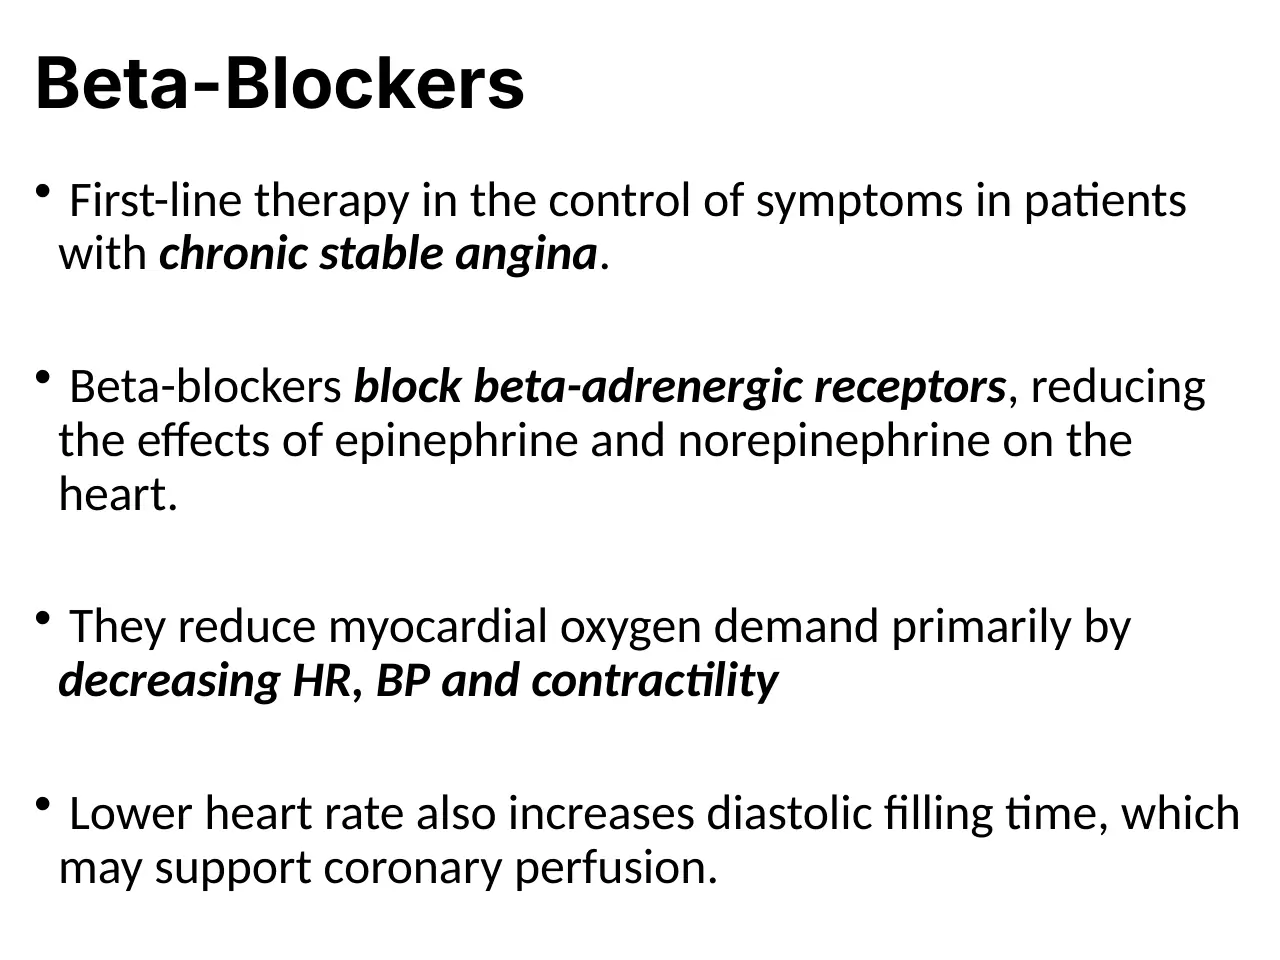 Beta-Blockers
• First-line therapy in the control of symptoms in patients
with chronic stable angina.
• Beta-blockers block beta-adrenergic receptors, reducing
the effects of epinephrine and norepinephrine on the
heart.
• They reduce myocardial oxygen demand primarily by
decreasing HR, BP and contractility
• Lower heart rate also increases diastolic filling time, which
may support coronary perfusion.